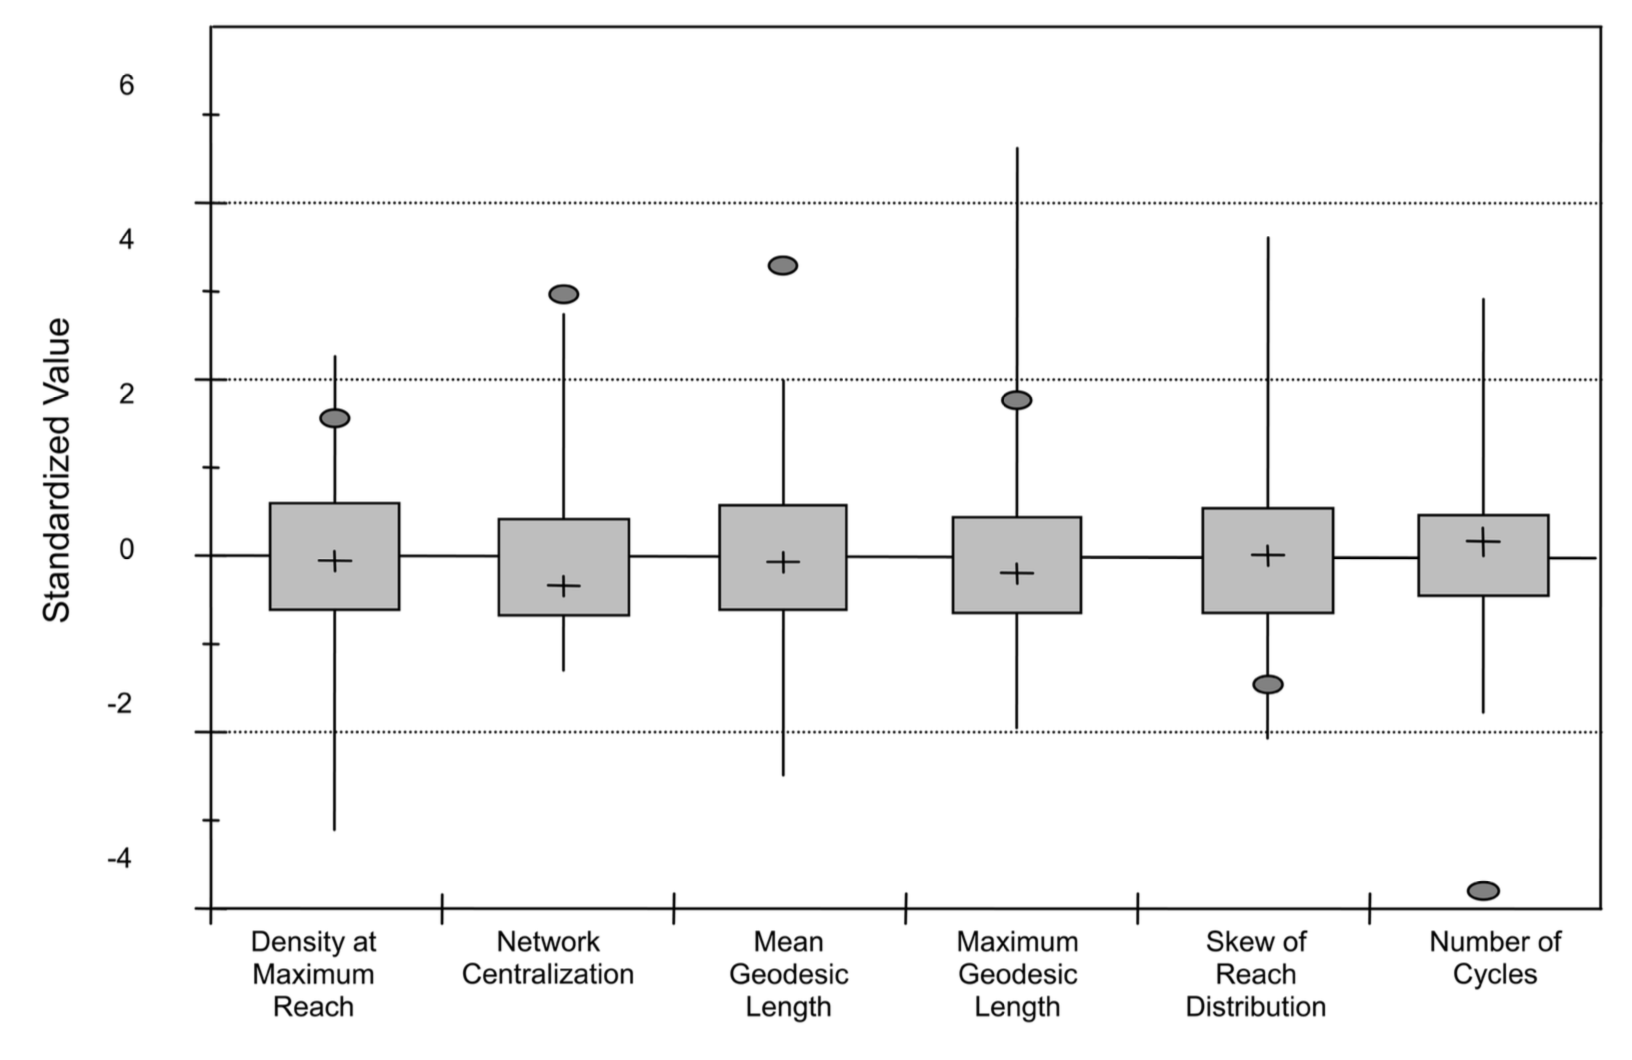 Standardized Value
6
4
2
0
-2
-4
Density at
Maximum
Reach
Network
Centralization
Mean
Geodesic
Length
Maximum
Geodesic
Length
Skew of
Reach
Distribution
Number of
Cycles